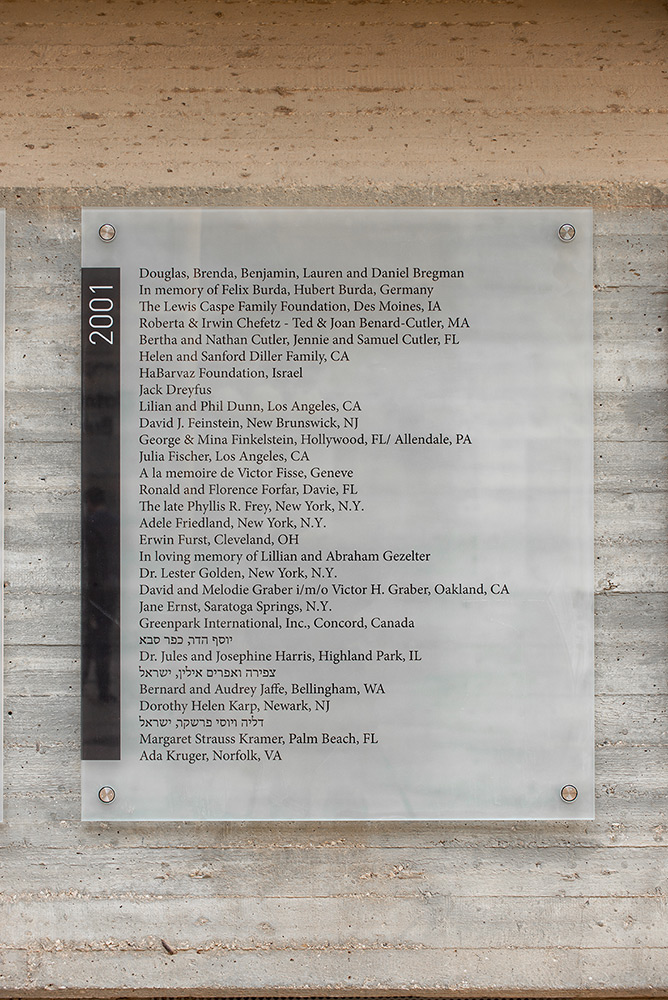 2001
Douglas, Brenda, Benjamin, Lauren and Daniel Bregman
In memory of Felix Burda, Hubert Burda, Germany
The Lewis Caspe Family Foundation, Des Moines, IA
Roberta & Irwin Chefetz - Ted & Joan Benard-Cutler, MA
Bertha and Nathan Cutler, Jennie and Samuel Cutler, FL
Helen and Sanford Diller Family, CA
HaBarvaz Foundation, Israel
Jack Dreyfus
Lilian and Phil Dunn, Los Angeles, CA
David J. Feinstein, New Brunswick, NJ
George & Mina Finkelstein, Hollywood, FL/ Allendale, PA
Julia Fischer, Los Angeles, CA
A la memoire de Victor Fisse, Geneve
Ronald and Florence Forfar, Davie, FL
The late Phyllis R. Frey, New York, N.Y.
Adele Friedland, New York, N.Y.
Erwin Furst, Cleveland, OH
In loving memory of Lillian and Abraham Gezelter
Dr. Lester Golden, New York, N.Y.
David and Melodie Graber i/m/o Victor H. Graber, Oakland, CA
Jane Ernst, Saratoga Springs, N.Y.
Greenpark International, Inc., Concord, Canada
יוסף הדה, כפר סבא
Dr. Jules and Josephine Harris, Highland Park, IL
צפירה ואפרים אילין, ישראל
Bernard and Audrey Jaffe, Bellingham, WA
Dorothy Helen Karp, Newark, NJ
דליה ויוסי פרשקר, ישראל
Margaret Strauss Kramer, Palm Beach, FL
Ada Kruger, Norfolk, VA